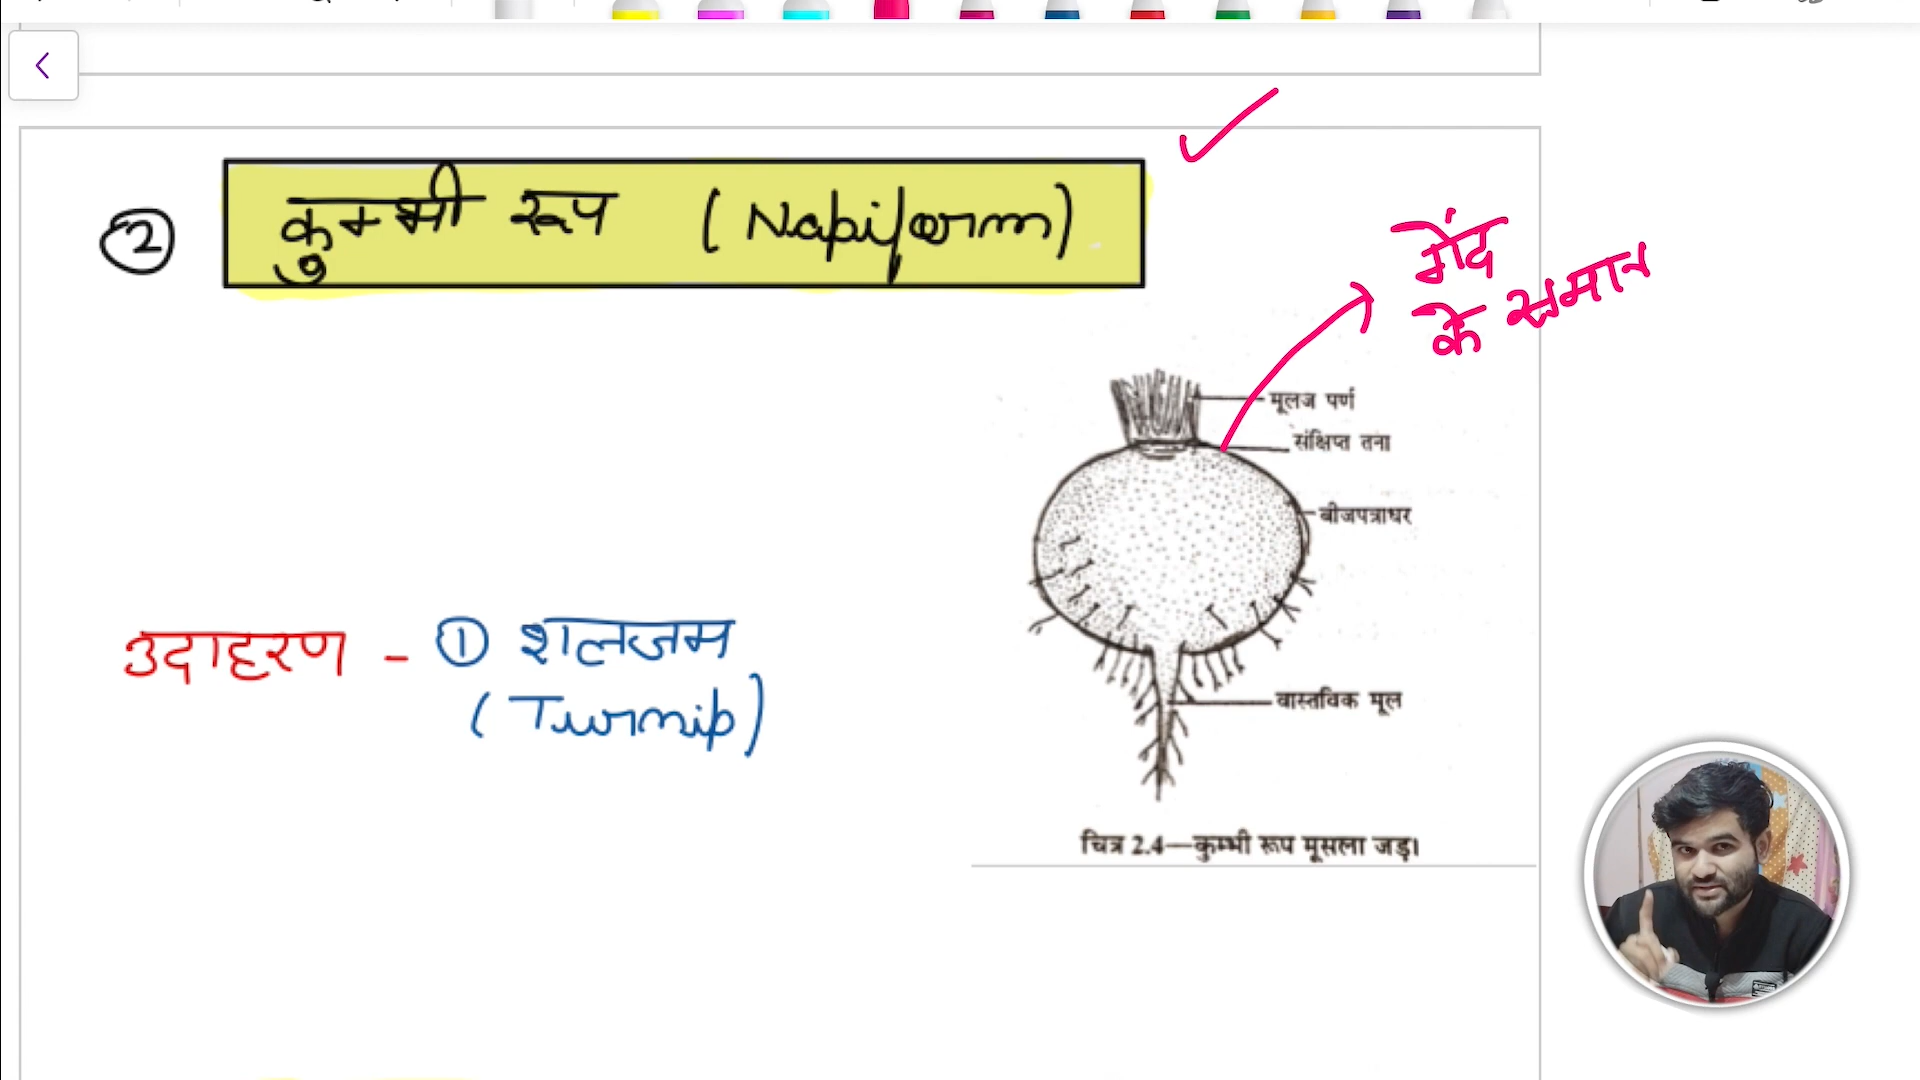 ② कुम्भी रूप (Napiform)
गेंद
के समान
मूलज पर्ण
संक्षिप्त तना
बीजपत्राधर
उदाहरण - ① शलजम
(Turnip)
वास्तविक मूल
चित्र 2.4—कुम्भी रूप मूसला जड़।